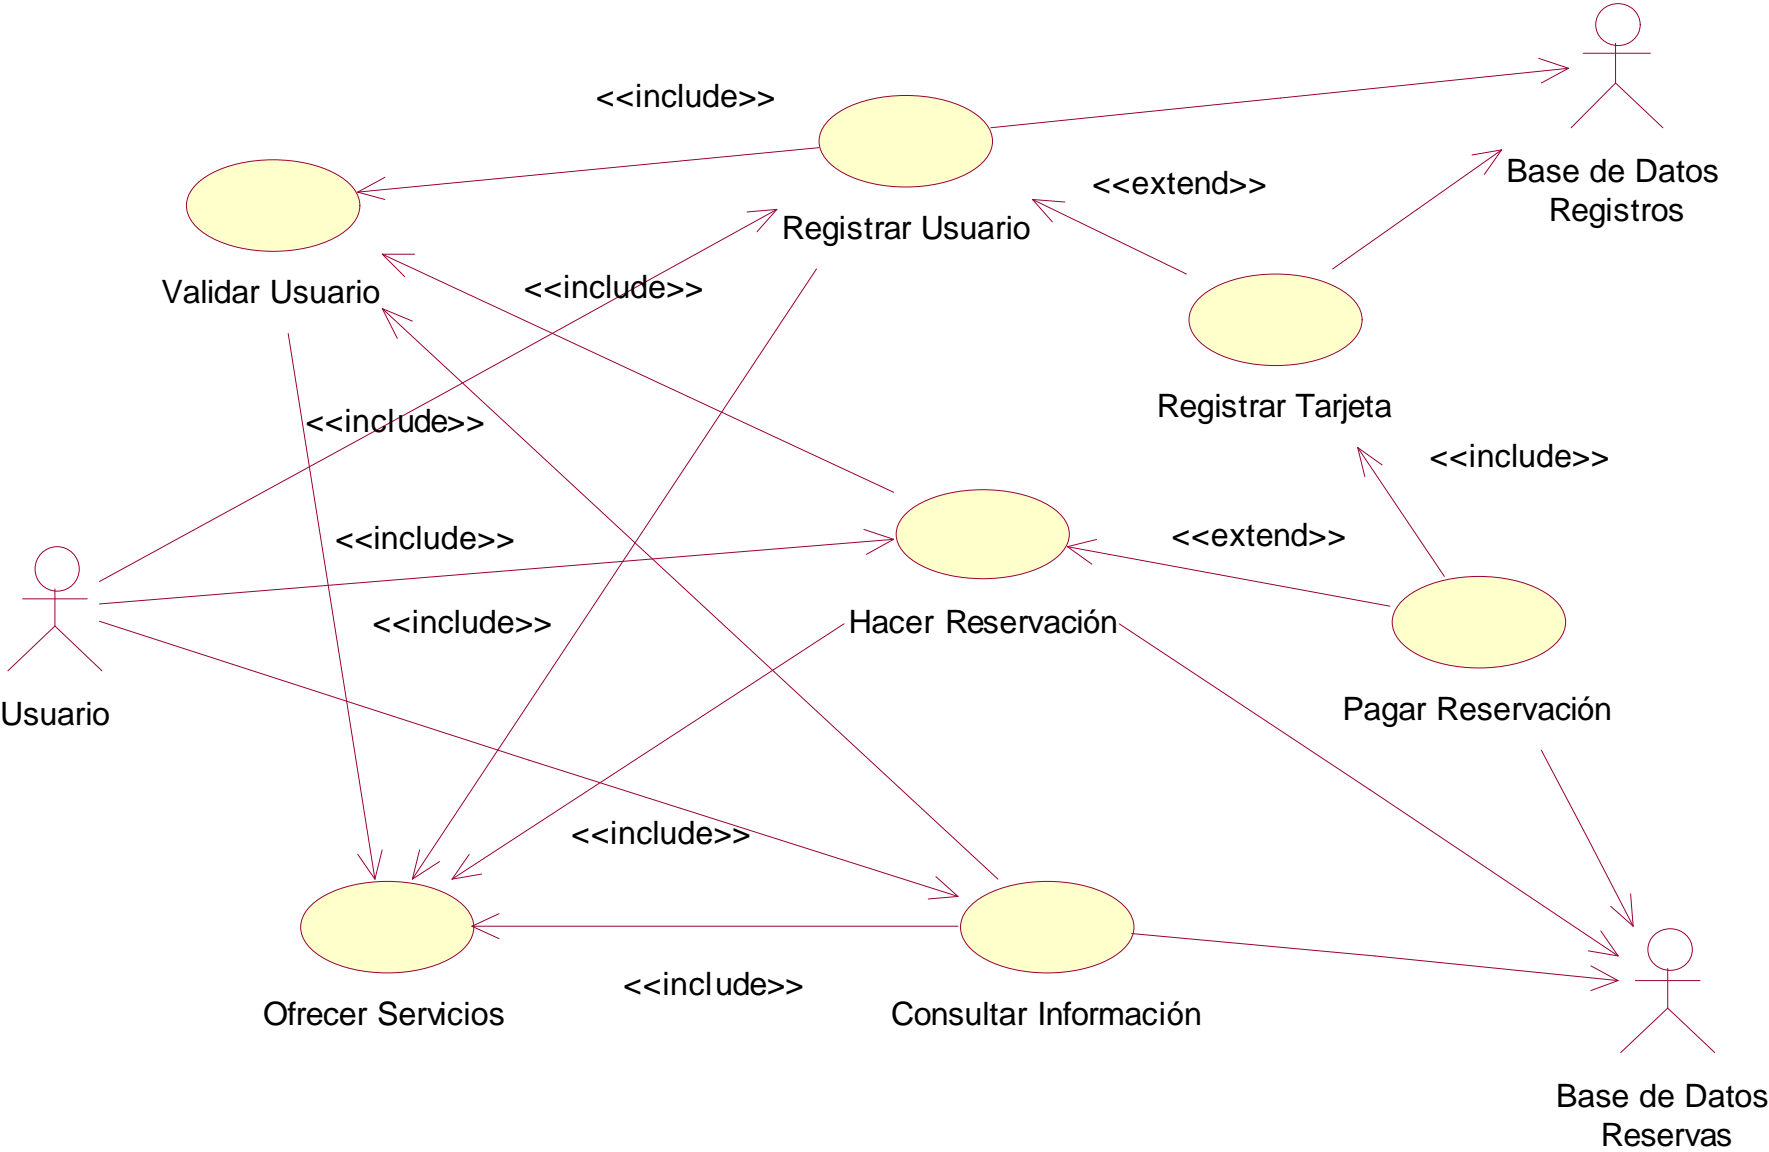 <<include>>
Base de Datos
Registros
<<extend>>
Registrar Usuario
Validar Usuario
<<include>>
Registrar Tarjeta
<<include>>
<<include>>
<<include>>
<<extend>>
<<include>>
Hacer Reservación
Usuario
Pagar Reservación
<<include>>
<<include>>
Ofrecer Servicios
Consultar Información
Base de Datos
Reservas